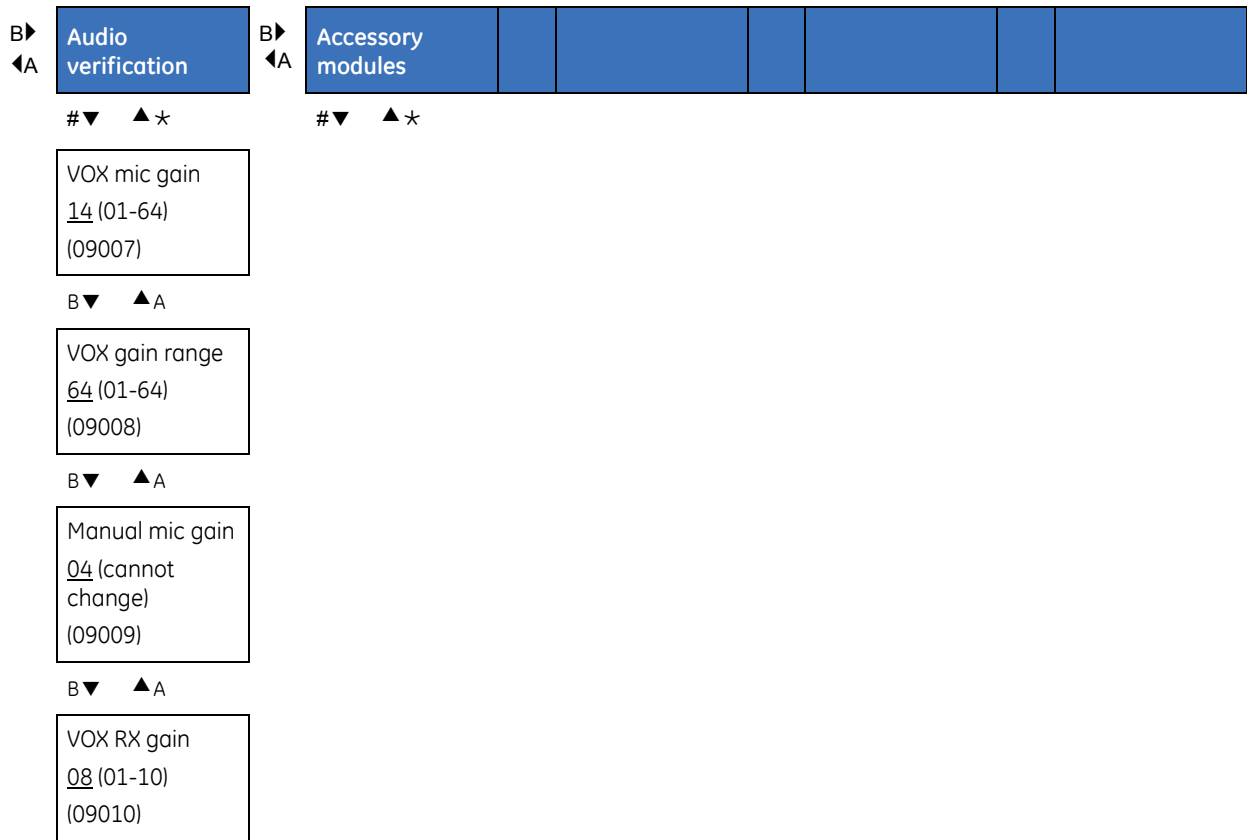 B▶ Audio verification B▶ Accessory modules
◀A ◀A
#▼ ▲* #▼ ▲*
VOX mic gain
14 (01-64)
(09007)
B▼ ▲A
VOX gain range
64 (01-64)
(09008)
B▼ ▲A
Manual mic gain
04 (cannot
change)
(09009)
B▼ ▲A
VOX RX gain
08 (01-10)
(09010)